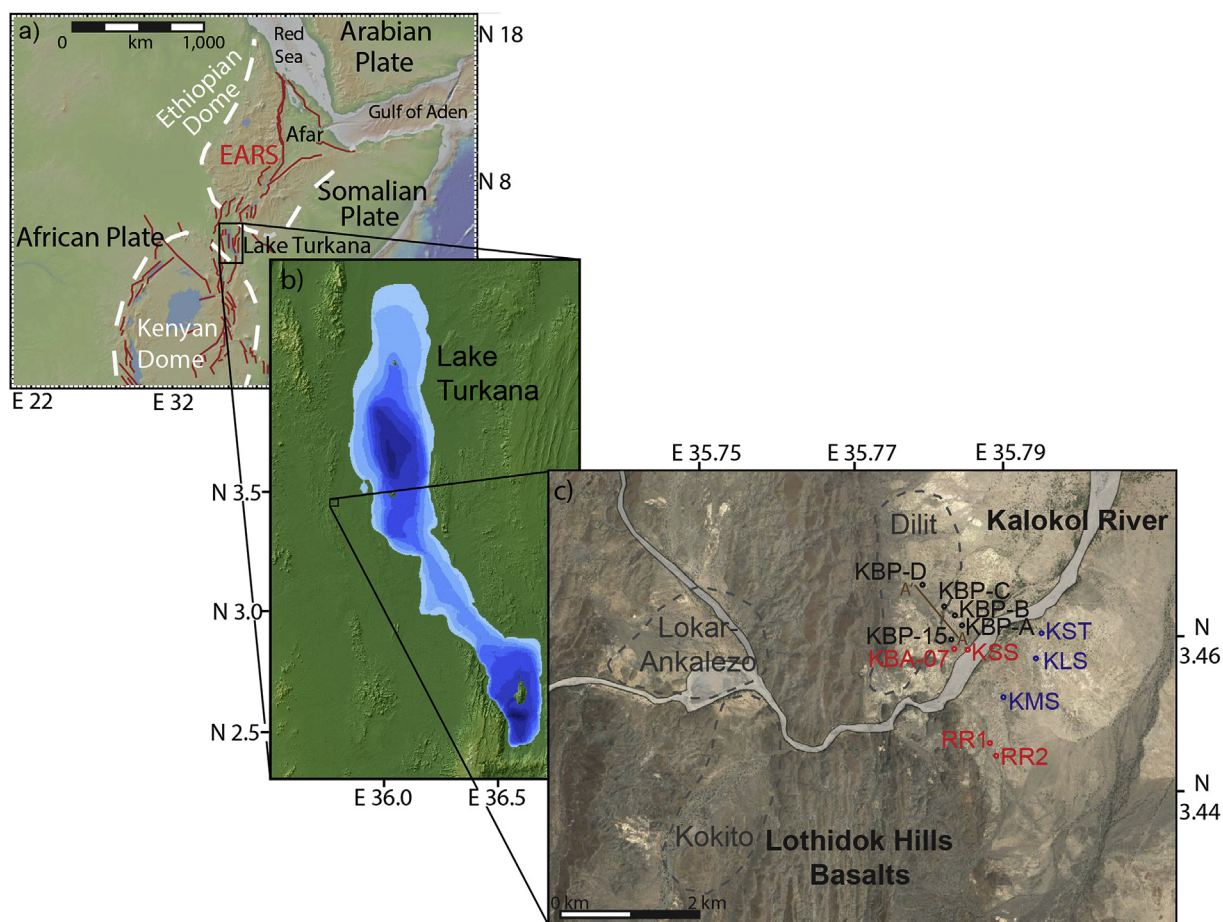 a)
0 km 1,000
Red
Sea
Arabian
Plate
N 18
Ethiopian
Dome
Gulf of Aden
Afar
EARS
N 8
Somalian
Plate
African Plate
Lake Turkana
Kenyan
Dome
E 22
E 32
b)
Lake
Turkana
N 3.5
N 3.0
N 2.5
E 36.0
E 36.5
E 35.75
E 35.77
E 35.79
c)
Dilit
Kalokol River
KBP-D
A'
KBP-C
KBP-B
KBP-A
KBP-15
A
KBA-07
KSS
KST
KLS
KMS
RR1
RR2
Lokar-
Ankalezo
N
3.46
N
3.44
Kokito
Lothidok Hills
Basalts
0 km 2 km